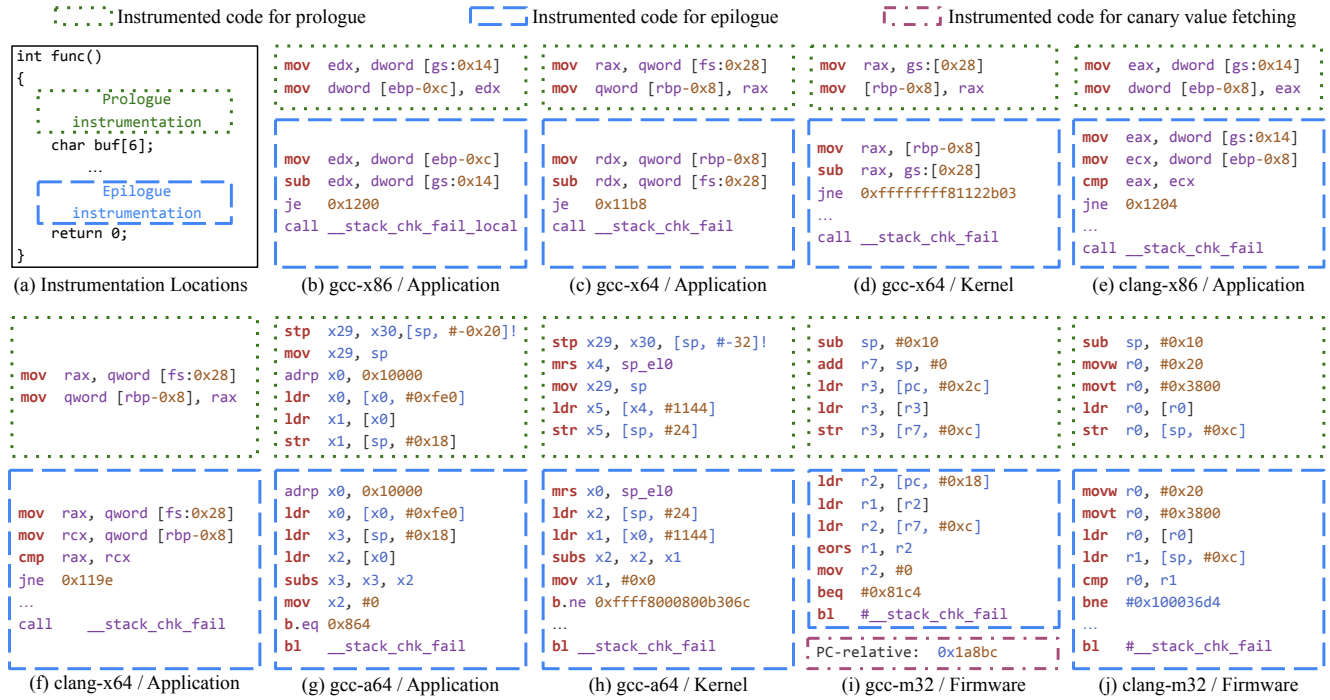 Instrumented code for prologue
Instrumented code for epilogue
Instrumented code for canary value fetching
int func()
{
Prologue
instrumentation
char buf[6];
…
Epilogue
instrumentation
return 0;
}
(a) Instrumentation Locations
mov edx, dword [gs:0x14]
mov dword [ebp-0xc], edx
mov edx, dword [ebp-0xc]
sub edx, dword [gs:0x14]
je 0x1200
call __stack_chk_fail_local
(b) gcc-x86 / Application
mov rax, qword [fs:0x28]
mov qword [rbp-0x8], rax
mov rdx, qword [rbp-0x8]
sub rdx, qword [fs:0x28]
je 0x11b8
call __stack_chk_fail
(c) gcc-x64 / Application
mov rax, gs:[0x28]
mov [rbp-0x8], rax
mov rax, [rbp-0x8]
sub rax, gs:[0x28]
jne 0xffffffff81122b03
…
call __stack_chk_fail
(d) gcc-x64 / Kernel
mov eax, dword [gs:0x14]
mov dword [ebp-0x8], eax
mov eax, dword [gs:0x14]
mov ecx, dword [ebp-0x8]
cmp eax, ecx
jne 0x1204
…
call __stack_chk_fail
(e) clang-x86 / Application
mov rax, qword [fs:0x28]
mov qword [rbp-0x8], rax
mov rax, qword [fs:0x28]
mov rcx, qword [rbp-0x8]
cmp rax, rcx
jne 0x119e
…
call __stack_chk_fail
(f) clang-x64 / Application
stp x29, x30,[sp, #-0x20]!
mov x29, sp
adrp x0, 0x10000
ldr x0, [x0, #0xfe0]
ldr x1, [x0]
str x1, [sp, #0x18]
adrp x0, 0x10000
ldr x0, [x0, #0xfe0]
ldr x3, [sp, #0x18]
ldr x2, [x0]
subs x3, x3, x2
mov x2, #0
b.eq 0x864
bl __stack_chk_fail
(g) gcc-a64 / Application
stp x29, x30, [sp, #-32]!
mrs x4, sp_el0
mov x29, sp
ldr x5, [x4, #1144]
str x5, [sp, #24]
mrs x0, sp_el0
ldr x2, [sp, #24]
ldr x1, [x0, #1144]
subs x2, x2, x1
mov x1, #0x0
b.ne 0xffff8000800b306c
…
bl __stack_chk_fail
(h) gcc-a64 / Kernel
sub sp, #0x10
add r7, sp, #0
ldr r3, [pc, #0x2c]
ldr r3, [r3]
str r3, [r7, #0xc]
ldr r2, [pc, #0x18]
ldr r1, [r2]
ldr r2, [r7, #0xc]
eors r1, r2
mov r2, #0
beq #0x81c4
bl #__stack_chk_fail
PC-relative: 0x1a8bc
(i) gcc-m32 / Firmware
sub sp, #0x10
movw r0, #0x20
movt r0, #0x3800
ldr r0, [r0]
str r0, [sp, #0xc]
movw r0, #0x20
movt r0, #0x3800
ldr r0, [r0]
ldr r1, [sp, #0xc]
cmp r0, r1
bne #0x100036d4
…
bl #__stack_chk_fail
(j) clang-m32 / Firmware